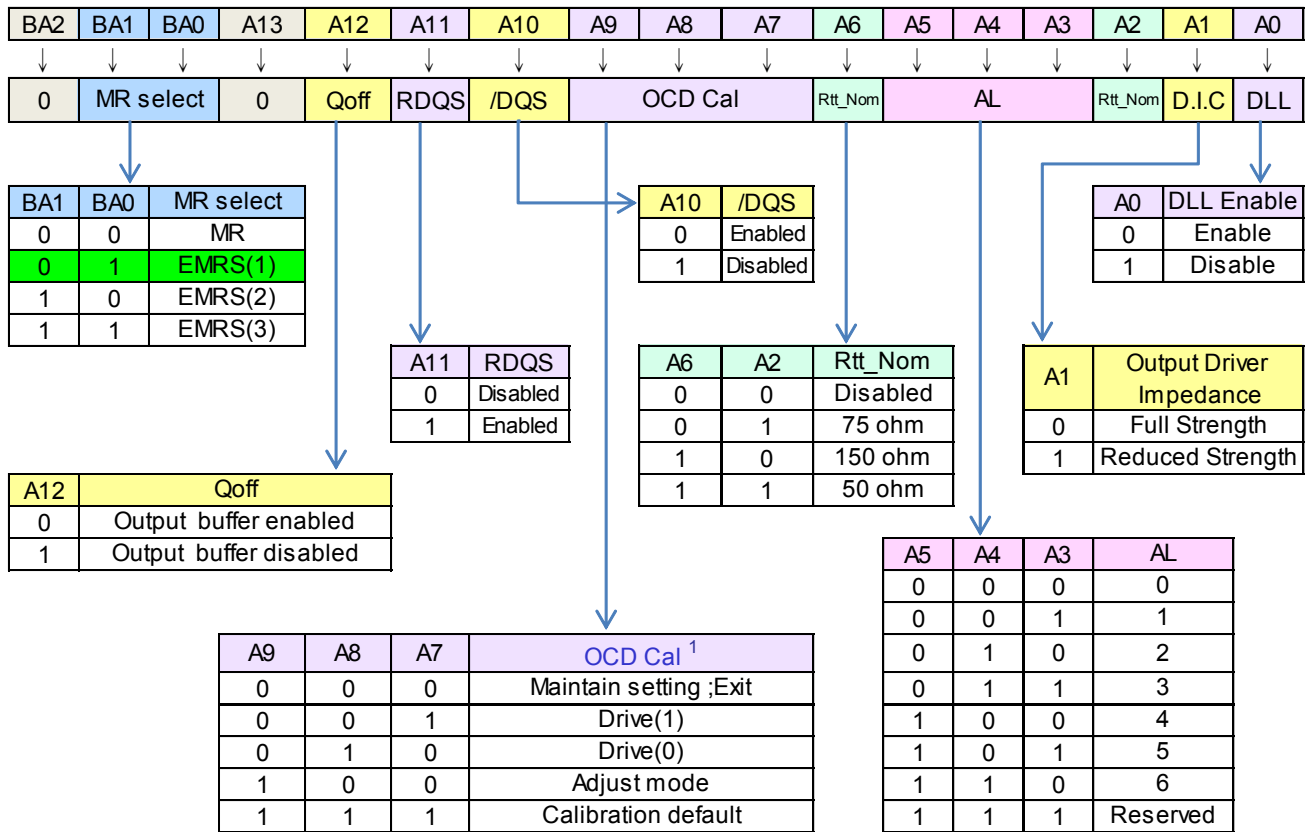 BA2 BA1 BA0 A13 A12 A11 A10 A9 A8 A7 A6 A5 A4 A3 A2 A1 A0
0 MR select 0 Qoff RDQS /DQS OCD Cal Rtt_Nom AL Rtt_Nom D.I.C DLL
BA1 BA0 MR select
0 0 MR
0 1 EMRS(1)
1 0 EMRS(2)
1 1 EMRS(3)
A10 /DQS
0 Enabled
1 Disabled
A0 DLL Enable
0 Enable
1 Disable
A11 RDQS
0 Disabled
1 Enabled
A6 A2 Rtt_Nom
0 0 Disabled
0 1 75 ohm
1 0 150 ohm
1 1 50 ohm
A1 Output Driver
Impedance
0 Full Strength
1 Reduced Strength
A12 Qoff
0 Output buffer enabled
1 Output buffer disabled
A5 A4 A3 AL
0 0 0 0
0 0 1 1
0 1 0 2
0 1 1 3
1 0 0 4
1 0 1 5
1 1 0 6
1 1 1 Reserved
A9 A8 A7 OCD Cal 1
0 0 0 Maintain setting ;Exit
0 0 1 Drive(1)
0 1 0 Drive(0)
1 0 0 Adjust mode
1 1 1 Calibration default